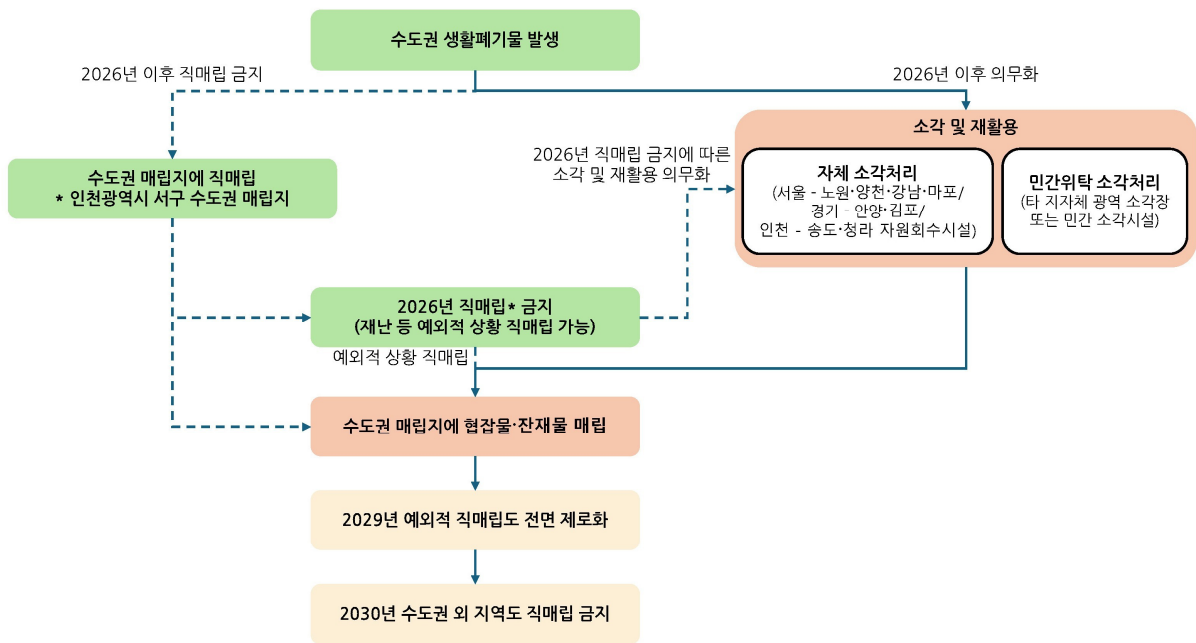 수도권 생활폐기물 발생
2026년 이후 직매립 금지
2026년 이후 의무화
소각 및 재활용
수도권 매립지에 직매립
* 인천광역시 서구 수도권 매립지
2026년 직매립 금지에 따른
소각 및 재활용 의무화
자체 소각처리
(서울 - 노원·양천·강남·마포/
경기 - 안양·김포/
인천 - 송도·청라 자원회수시설)
민간위탁 소각처리
(타 지자체 광역 소각장
또는 민간 소각시설)
2026년 직매립* 금지
(재난 등 예외적 상황 직매립 가능)
예외적 상황 직매립
수도권 매립지에 협잡물·잔재물 매립
2029년 예외적 직매립도 전면 제로화
2030년 수도권 외 지역도 직매립 금지